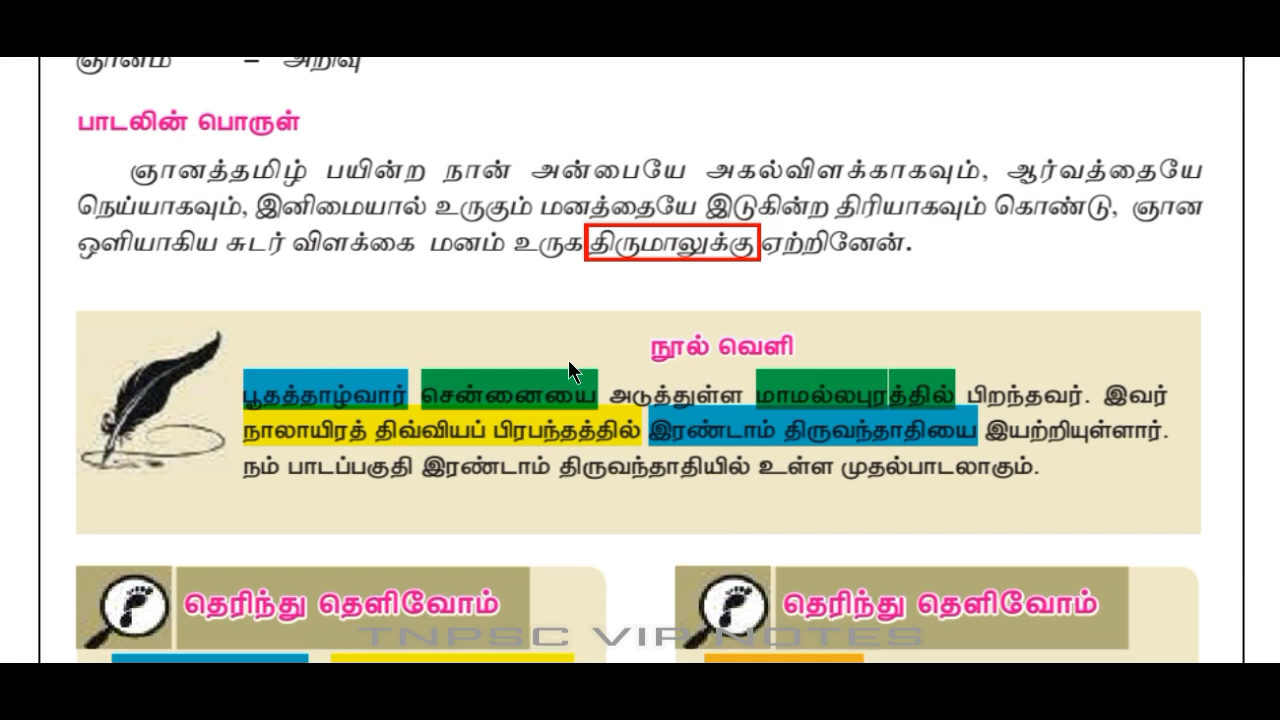 ஞானம் – அறிவு
பாடலின் பொருள்
ஞானத்தமிழ் பயின்ற நான் அன்பையே அகல்விளக்காகவும், ஆர்வத்தையே
நெய்யாகவும், இனிமையால் உருகும் மனத்தையே இடுகின்ற திரியாகவும் கொண்டு, ஞான
ஒளியாகிய சுடர் விளக்கை மனம் உருக திருமாலுக்கு ஏற்றினேன்.
நூல் வெளி
பூதத்தாழ்வார் சென்னையை அடுத்துள்ள மாமல்லபுரத்தில் பிறந்தவர். இவர்
நாலாயிரத் திவ்வியப் பிரபந்தத்தில் இரண்டாம் திருவந்தாதியை இயற்றியுள்ளார்.
நம் பாடப்பகுதி இரண்டாம் திருவந்தாதியில் உள்ள முதல்பாடலாகும்.
தெரிந்து தெளிவோம்
தெரிந்து தெளிவோம்
TNPSC VIP NOTES